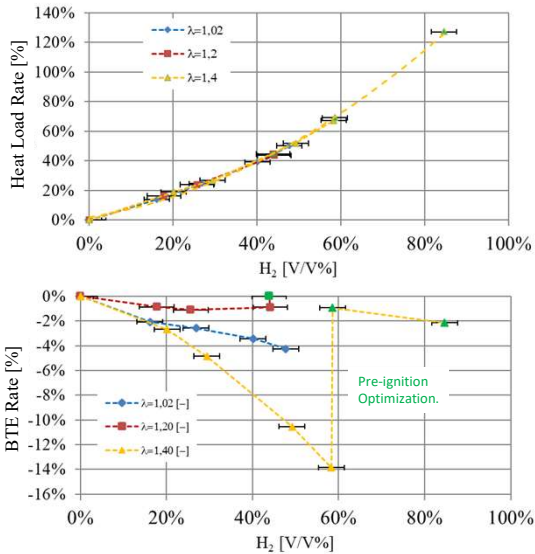 140%
120%
100%
80%
60%
40%
20%
0%
Heat Load Rate [%]
λ=1,02
λ=1,2
λ=1,4
0% 20% 40% 60% 80% 100%
H₂ [V/V%]
0%
-2%
-4%
-6%
-8%
-10%
-12%
-14%
-16%
BTE Rate [%]
Pre-ignition
Optimization.
λ=1,02 [–]
λ=1,20 [–]
λ=1,40 [–]
0% 20% 40% 60% 80% 100%
H₂ [V/V%]